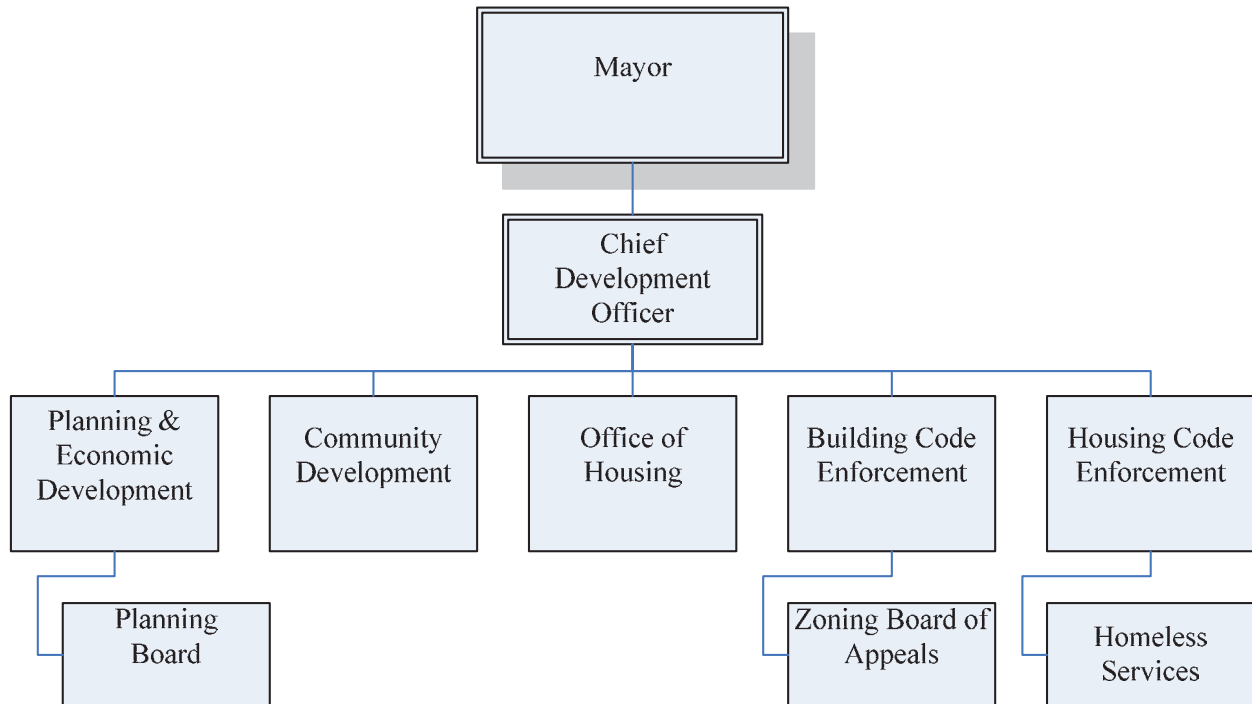 Mayor
Chief
Development
Officer
Planning &
Economic
Development
Community
Development
Office of
Housing
Building Code
Enforcement
Housing Code
Enforcement
Planning
Board
Zoning Board of
Appeals
Homeless
Services